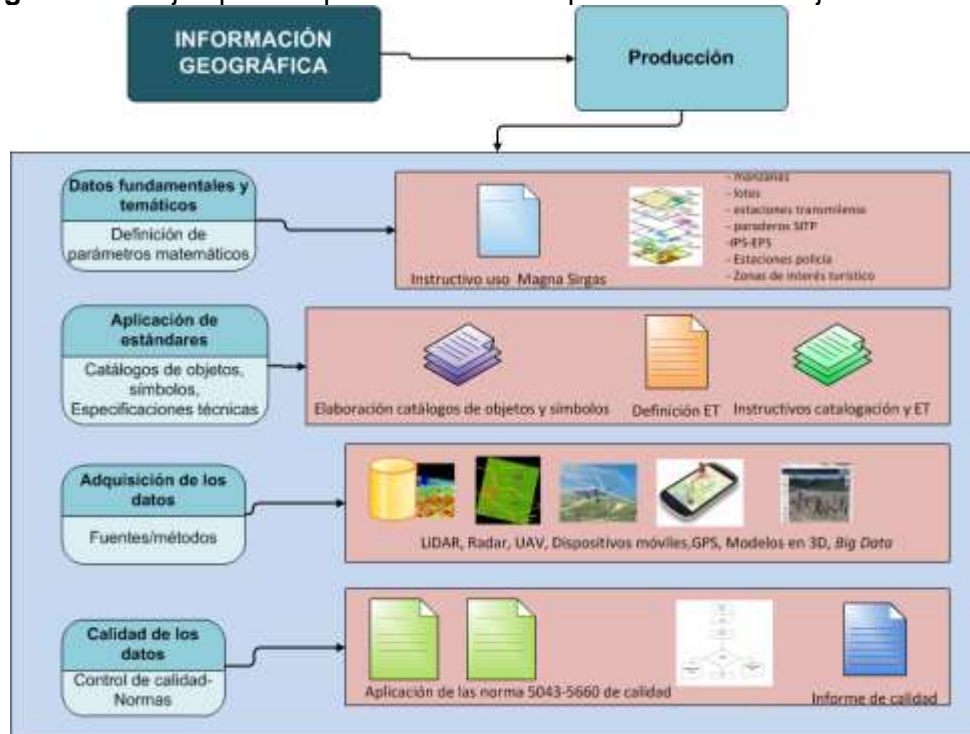 INFORMACIÓN
GEOGRÁFICA
Producción
Datos fundamentales y
temáticos
Definición de
parámetros matemáticos
Instructivo uso Magna Sirgas
- manzanas
- lotes
- estaciones transmilenio
- paraderos SITP
-IPS-EPS
- Estaciones policía
- Zonas de interés turístico
Aplicación de
estándares
Catálogos de objetos,
símbolos,
Especificaciones técnicas
Elaboración catálogos de objetos y símbolos
Definición ET
Instructivos catalogación y ET
Adquisición de los
datos
Fuentes/métodos
LiDAR, Radar, UAV, Dispositivos móviles,GPS, Modelos en 3D, Big Data
Calidad de los
datos
Control de calidad-
Normas
Aplicación de las norma 5043-5660 de calidad
Informe de calidad